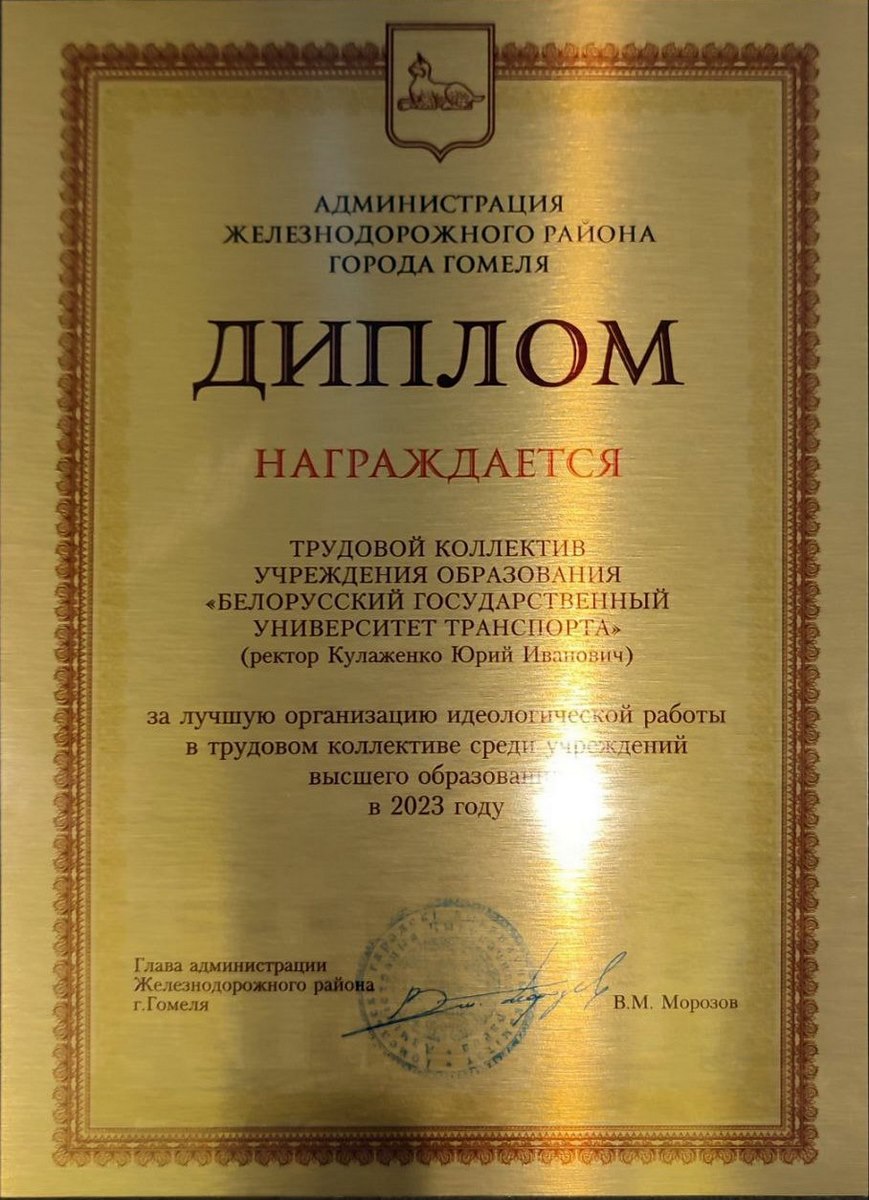 АДМИНИСТРАЦИЯ
ЖЕЛЕЗНОДОРОЖНОГО РАЙОНА
ГОРОДА ГОМЕЛЯ
ДИПЛОМ
НАГРАЖДАЕТСЯ
ТРУДОВОЙ КОЛЛЕКТИВ
УЧРЕЖДЕНИЯ ОБРАЗОВАНИЯ
«БЕЛОРУССКИЙ ГОСУДАРСТВЕННЫЙ
УНИВЕРСИТЕТ ТРАНСПОРТА»
(ректор Кулаженко Юрий Иванович)
за лучшую организацию идеологической работы
в трудовом коллективе среди учреждений
высшего
в 2023 году
Глава администрации
Железнодорожного района
г.Гомеля
В.М. Морозов